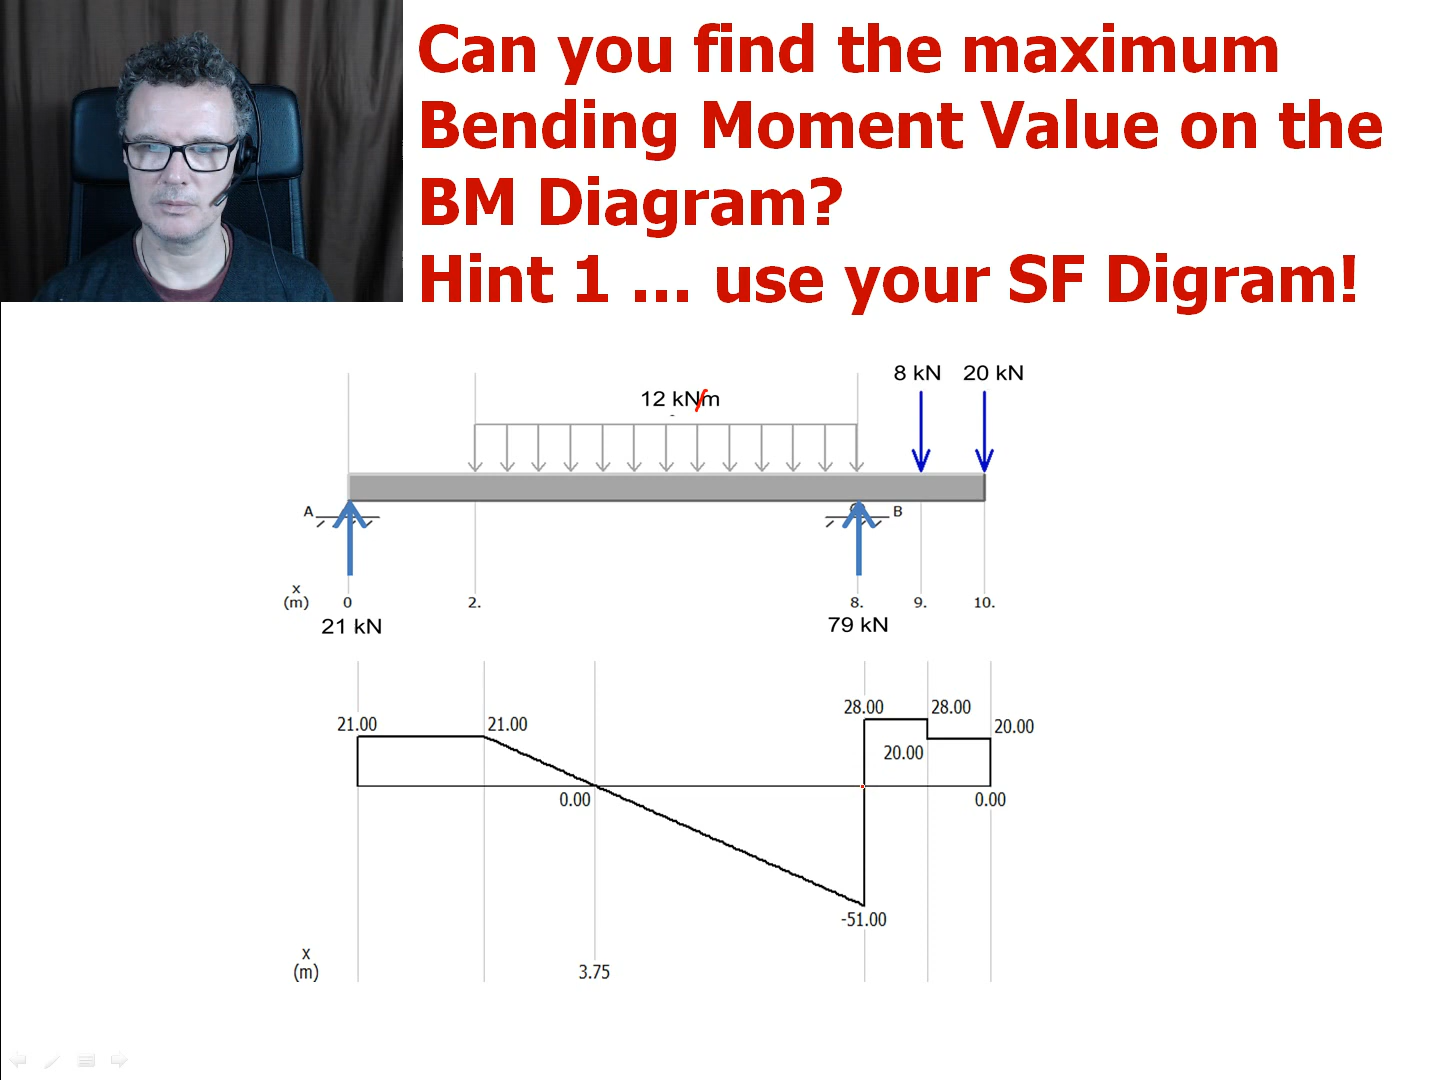 Can you find the maximum
Bending Moment Value on the
BM Diagram?
Hint 1 ... use your SF Digram!
8 kN 20 kN
12 kN/m
A B
x
(m) 0 2. 8. 9. 10.
21 kN 79 kN
28.00 28.00
21.00 21.00 20.00
20.00
0.00 0.00
-51.00
x
(m) 3.75